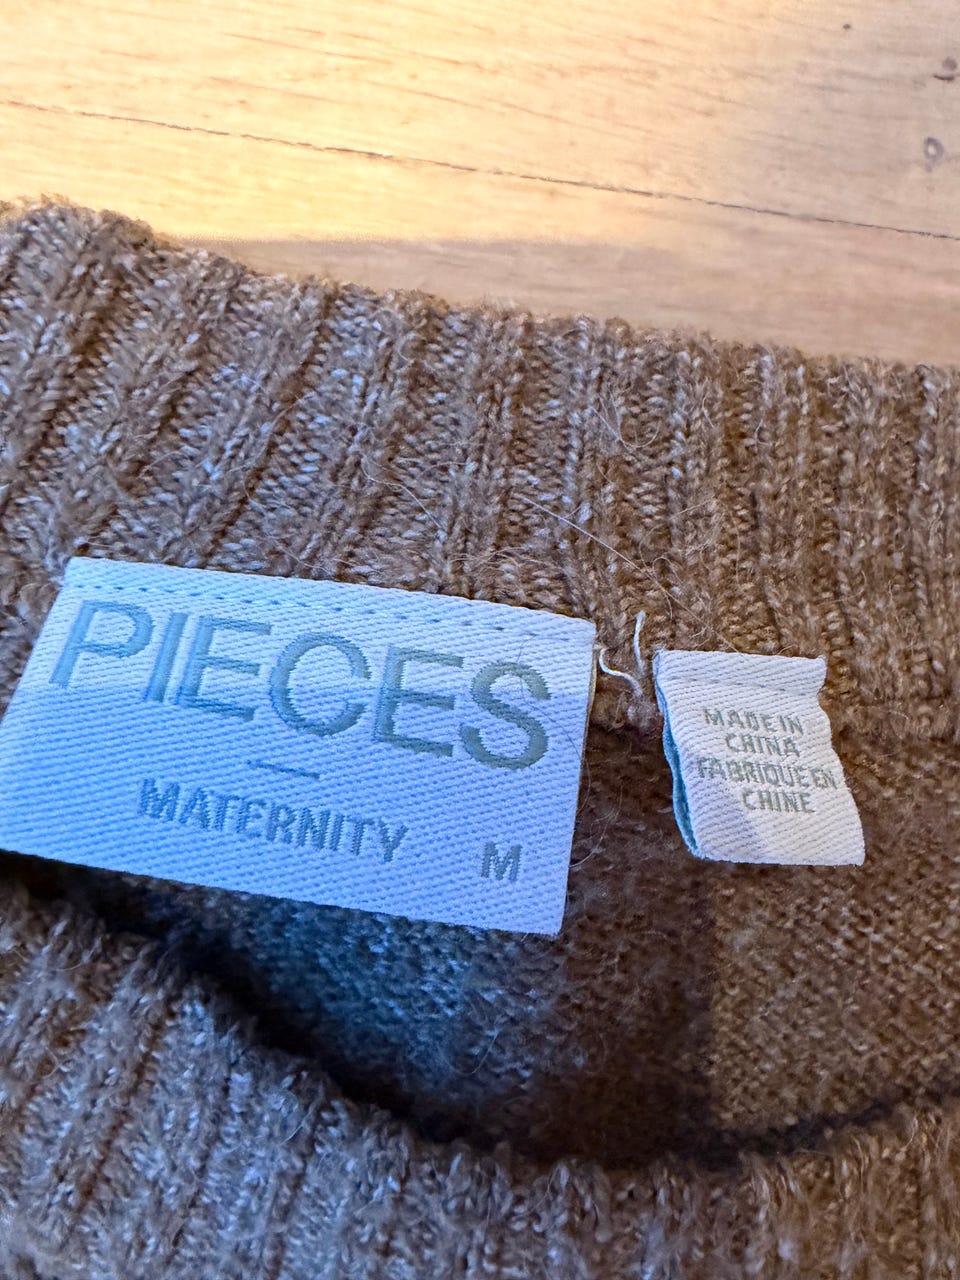 PIECES
MATERNITY
M
MADE IN
CHINA
FABRIQUE EN
CHINE